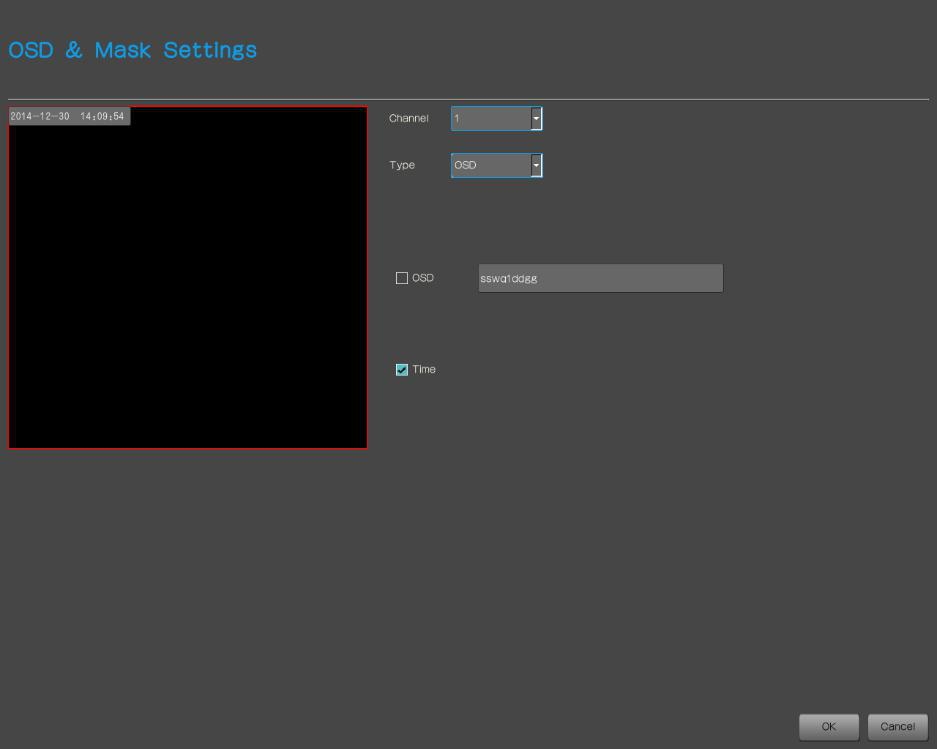 OSD & Mask Settings
2014-12-30 14:09:54
Channel 1
Type OSD
OSD sswq1ddgg
Time
OK Cancel